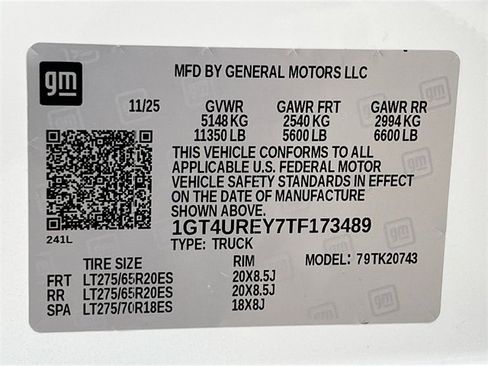 gm
MFD BY GENERAL MOTORS LLC
11/25 GVWR GAWR FRT GAWR RR
5148 KG 2540 KG 2994 KG
11350 LB 5600 LB 6600 LB
THIS VEHICLE CONFORMS TO ALL
APPLICABLE U.S. FEDERAL MOTOR
VEHICLE SAFETY STANDARDS IN EFFECT
ON THE DATE OF MANUFACTURE
SHOWN ABOVE.
1GT4UREY7TF173489
241L
TYPE: TRUCK
TIRE SIZE RIM MODEL: 79TK20743
FRT LT275/65R20ES 20X8.5J
RR LT275/65R20ES 20X8.5J
SPA LT275/70R18ES 18X8J